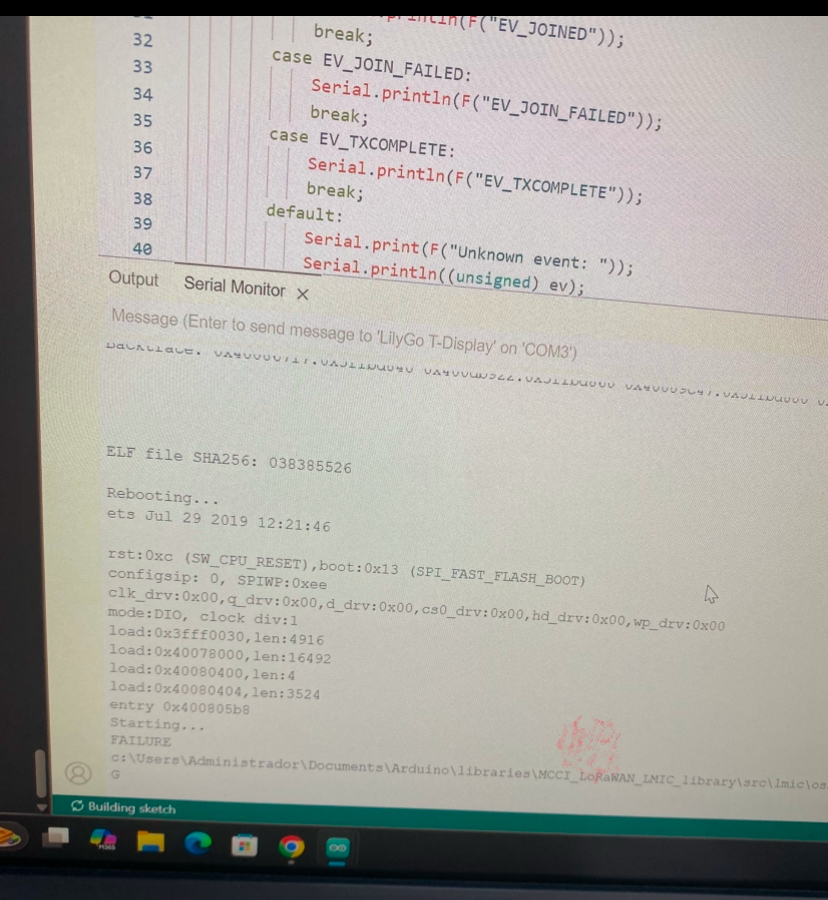 println(F("EV_JOINED"));
32 break;
33 case EV_JOIN_FAILED:
34 Serial.println(F("EV_JOIN_FAILED"));
35 break;
36 case EV_TXCOMPLETE:
37 Serial.println(F("EV_TXCOMPLETE"));
38 break;
39 default:
40 Serial.print(F("Unknown event: "));
Serial.println((unsigned) ev);
Output Serial Monitor X
Message (Enter to send message to 'LilyGo T-Display' on 'COM3')
ELF file SHA256: 038385526
Rebooting...
ets Jul 29 2019 12:21:46
rst:0xc (SW_CPU_RESET),boot:0x13 (SPI_FAST_FLASH_BOOT)
configsip: 0, SPIWP:0xee
clk_drv:0x00,q_drv:0x00,d_drv:0x00,cs0_drv:0x00,hd_drv:0x00,wp_drv:0x00
mode:DIO, clock div:1
load:0x3fff0030,len:4916
load:0x40078000,len:16492
load:0x40080400,len:4
load:0x40080404,len:3524
entry 0x400805b8
Starting...
FAILURE
c:\Users\Administrador\Documents\Arduino\libraries\MCCI_LoRaWAN_LMIC_library\src\lmic\os
G
Building sketch
M365